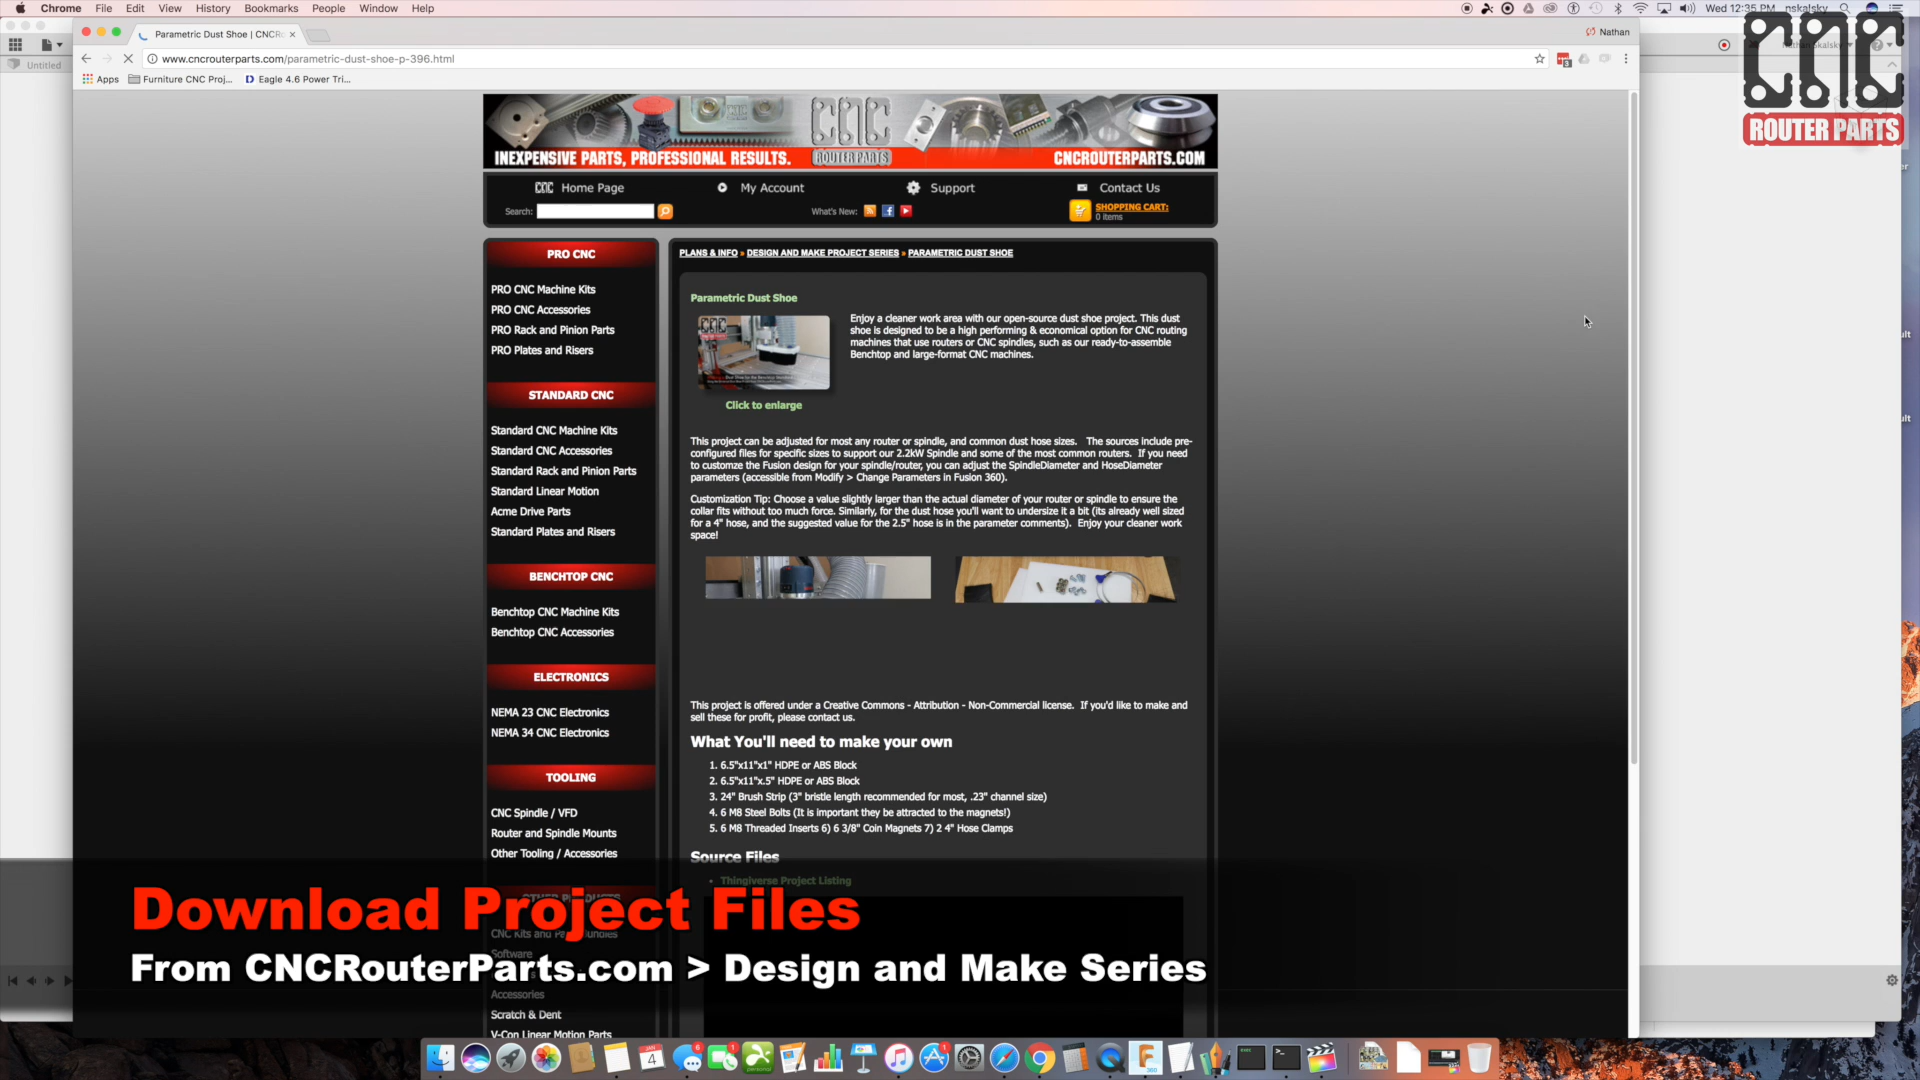 Chrome File Edit View History Bookmarks People Window Help
Wed 12:35 PM nskalsky
Parametric Dust Shoe | CNCRo
Nathan
www.cncrouterparts.com/parametric-dust-shoe-p-396.html
Untitled
Apps Furniture CNC Proj... Eagle 4.6 Power Tri...
CNC
ROUTER PARTS
CNC
ROUTER PARTS
INEXPENSIVE PARTS, PROFESSIONAL RESULTS.
CNCROUTERPARTS.COM
CNC Home Page My Account Support Contact Us
Search: What's New: SHOPPING CART:
0 items
PRO CNC
PRO CNC Machine Kits
PRO CNC Accessories
PRO Rack and Pinion Parts
PRO Plates and Risers
STANDARD CNC
Standard CNC Machine Kits
Standard CNC Accessories
Standard Rack and Pinion Parts
Standard Linear Motion
Acme Drive Parts
Standard Plates and Risers
BENCHTOP CNC
Benchtop CNC Machine Kits
Benchtop CNC Accessories
ELECTRONICS
NEMA 23 CNC Electronics
NEMA 34 CNC Electronics
TOOLING
CNC Spindle / VFD
Router and Spindle Mounts
Other Tooling / Accessories
Software
Accessories
Scratch & Dent
V-Con Linear Motion Parts
PLANS & INFO » DESIGN AND MAKE PROJECT SERIES » PARAMETRIC DUST SHOE
Parametric Dust Shoe
Click to enlarge
Enjoy a cleaner work area with our open-source dust shoe project. This dust
shoe is designed to be a high performing & economical option for CNC routing
machines that use routers or CNC spindles, such as our ready-to-assemble
Benchtop and large-format CNC machines.
This project can be adjusted for most any router or spindle, and common dust hose sizes. The sources include pre-
configured files for specific sizes to support our 2.2kW Spindle and some of the most common routers. If you need
to customze the Fusion design for your spindle/router, you can adjust the SpindleDiameter and HoseDiameter
parameters (accessible from Modify > Change Parameters in Fusion 360).
Customization Tip: Choose a value slightly larger than the actual diameter of your router or spindle to ensure the
collar fits without too much force. Similarly, for the dust hose you'll want to undersize it a bit (its already well sized
for a 4" hose, and the suggested value for the 2.5" hose is in the parameter comments). Enjoy your cleaner work
space!
This project is offered under a Creative Commons - Attribution - Non-Commercial license. If you'd like to make and
sell these for profit, please contact us.
What You'll need to make your own
1. 6.5"x11"x1" HDPE or ABS Block
2. 6.5"x11"x.5" HDPE or ABS Block
3. 24" Brush Strip (3" bristle length recommended for most, .23" channel size)
4. 6 M8 Steel Bolts (It is important they be attracted to the magnets!)
5. 6 M8 Threaded Inserts 6) 6 3/8" Coin Magnets 7) 2 4" Hose Clamps
Source Files
Thingiverse Project Listing
Download Project Files
From CNCRouterParts.com > Design and Make Series